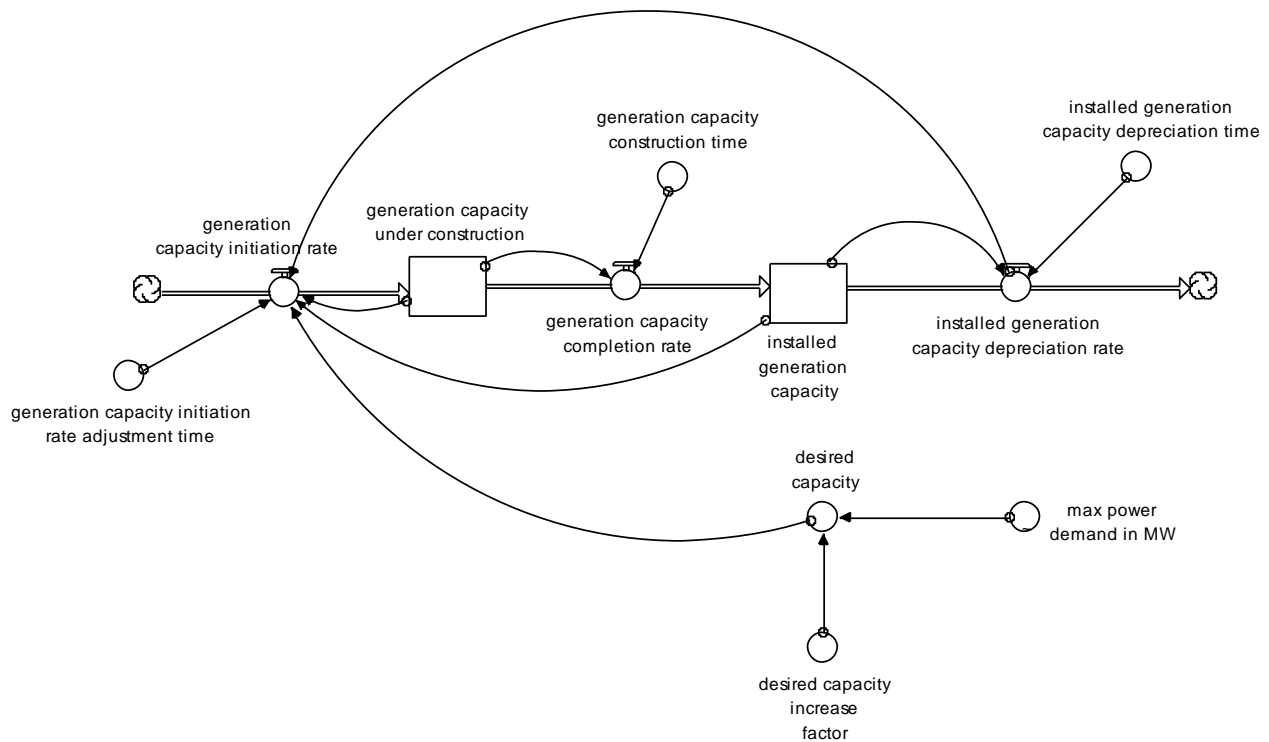 generation capacity
construction time
installed generation
capacity depreciation time
generation
capacity initiation rate
generation capacity
under construction
generation capacity
completion rate
installed
generation
capacity
installed generation
capacity depreciation rate
generation capacity initiation
rate adjustment time
desired
capacity
max power
demand in MW
desired capacity
increase
factor